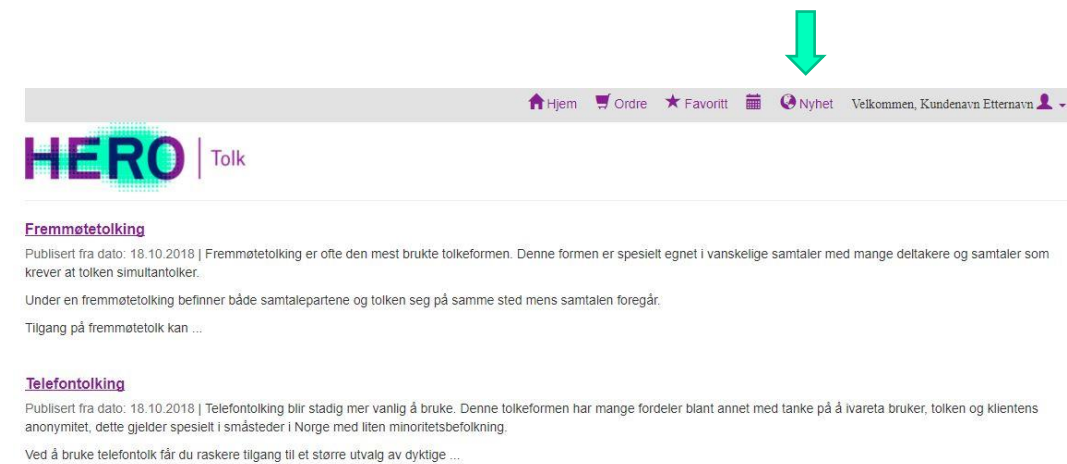 Hjem Ordre Favoritt Nyhet Velkommen, Kundenavn Etternavn
HERO Tolk
Fremmøtetolking
Publisert fra dato: 18.10.2018 | Fremmøtetolking er ofte den mest brukte tolkeformen. Denne formen er spesielt egnet i vanskelige samtaler med mange deltakere og samtaler som
krever at tolken simultantolker.
Under en fremmøtetolking befinner både samtalepartene og tolken seg på samme sted mens samtalen foregår.
Tilgang på fremmøtetolk kan ...
Telefontolking
Publisert fra dato: 18.10.2018 | Telefontolking blir stadig mer vanlig å bruke. Denne tolkeformen har mange fordeler blant annet med tanke på å ivareta bruker, tolken og klientens
anonymitet, dette gjelder spesielt i småsteder i Norge med liten minoritetsbefolkning.
Ved å bruke telefontolk får du raskere tilgang til et større utvalg av dyktige ...